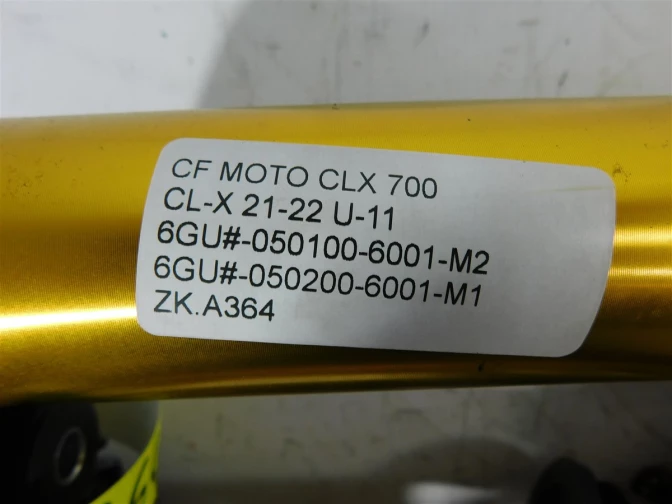 CF MOTO CLX 700
CL-X 21-22 U-11
6GU#-050100-6001-M2
6GU#-050200-6001-M1
ZK.A364